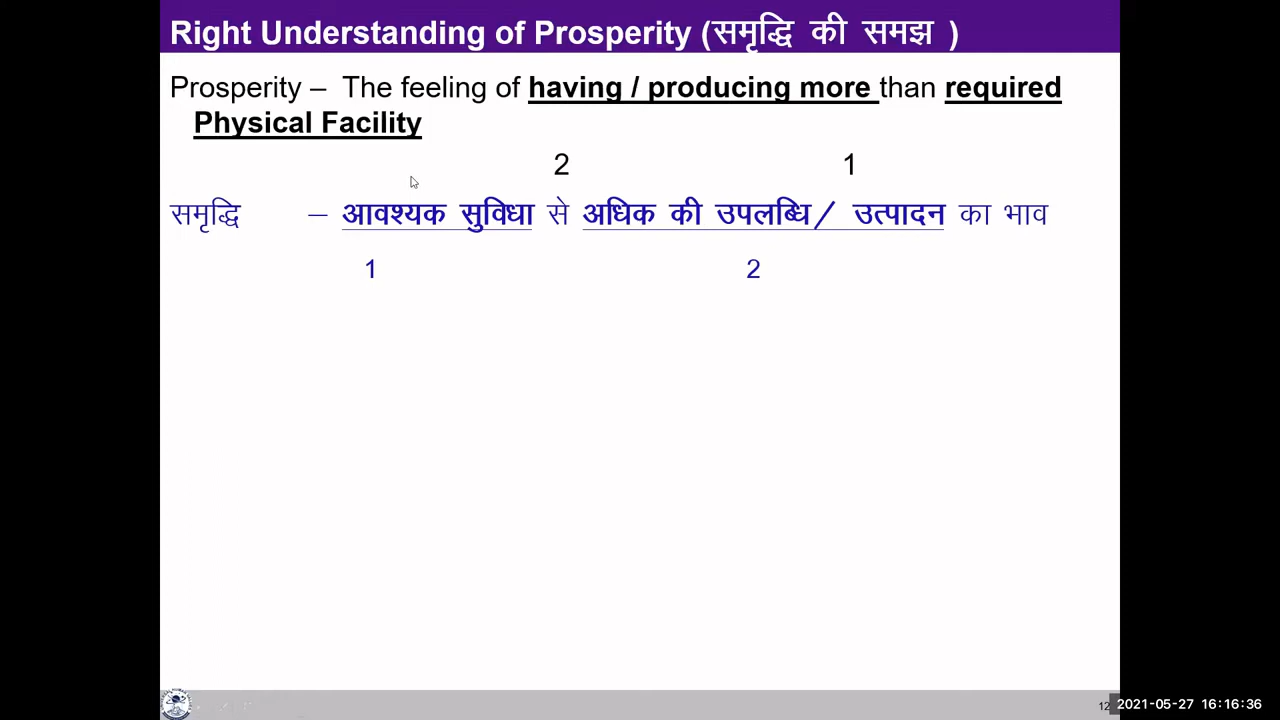 Right Understanding of Prosperity (समृद्धि की समझ )
Prosperity – The feeling of having / producing more than required
Physical Facility
2 1
समृद्धि – आवश्यक सुविधा से अधिक की उपलब्धि/ उत्पादन का भाव
1 2
12
2021-05-27 16:16:36